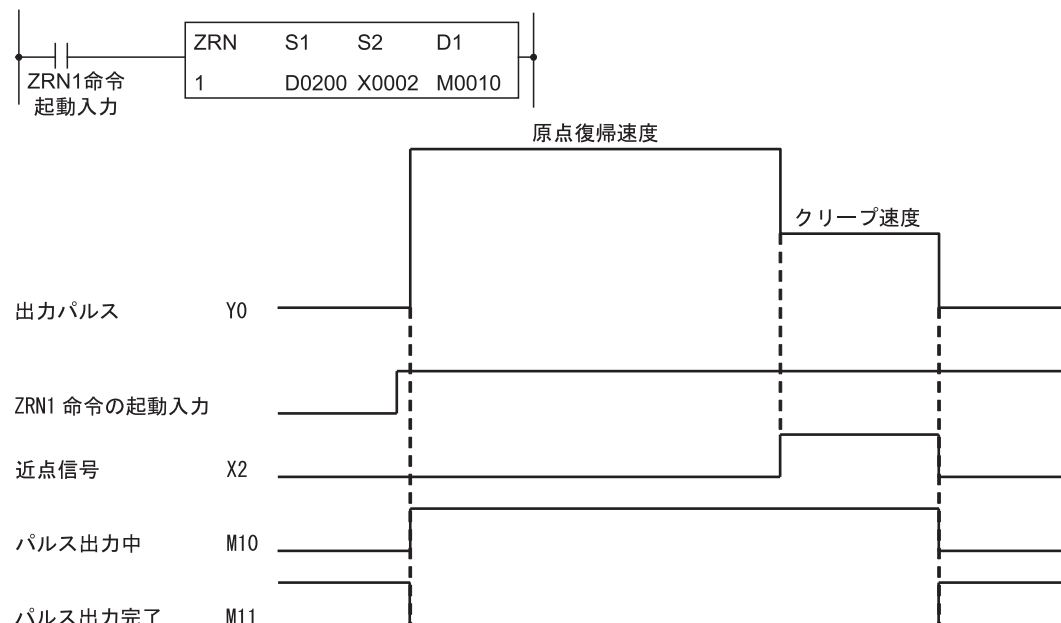 ZRN S1 S2 D1
1 D0200 X0002 M0010
ZRN1命令
起動入力
原点復帰速度
クリープ速度
出力パルス Y0
ZRN1 命令の起動入力
近点信号 X2
パルス出力中 M10
パルス出力完了 M11